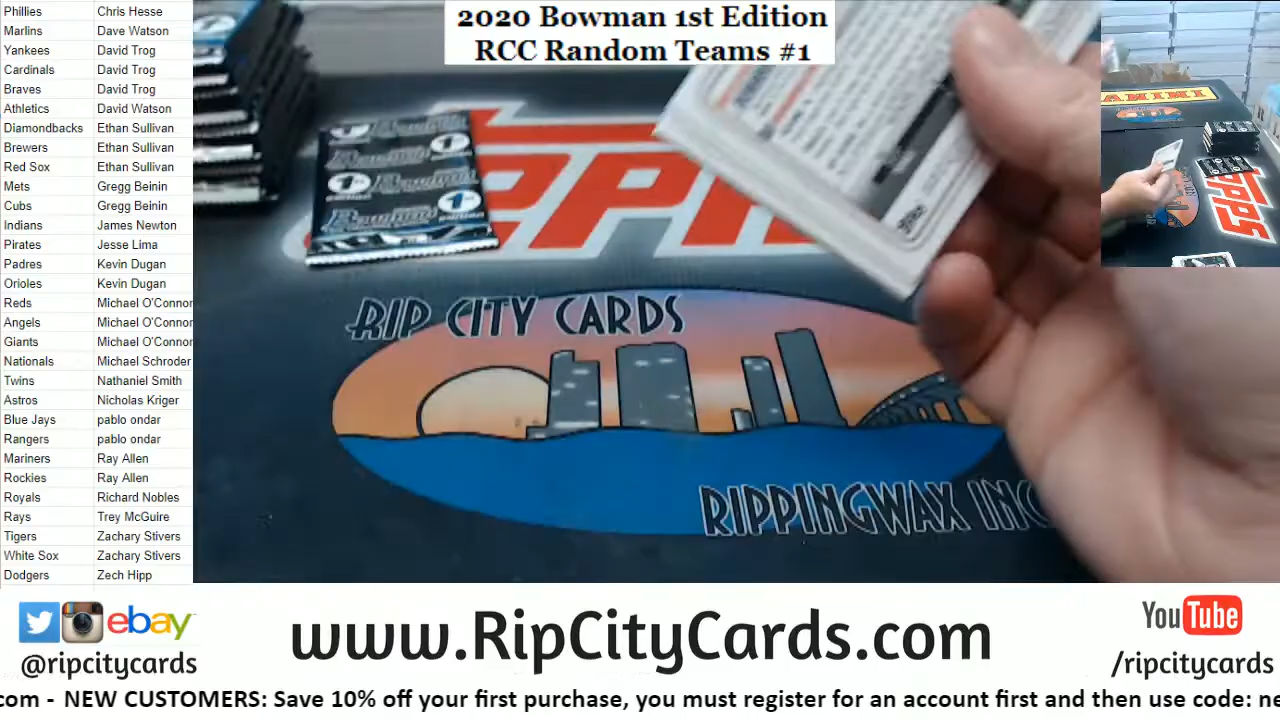 2020 Bowman 1st Edition
RCC Random Teams #1
Phillies Chris Hesse
Marlins Dave Watson
Yankees David Trog
Cardinals David Trog
Braves David Trog
Athletics David Watson
Diamondbacks Ethan Sullivan
Brewers Ethan Sullivan
Red Sox Ethan Sullivan
Mets Gregg Beinin
Cubs Gregg Beinin
Indians James Newton
Pirates Jesse Lima
Padres Kevin Dugan
Orioles Kevin Dugan
Reds Michael O'Connor
Angels Michael O'Connor
Giants Michael O'Connor
Nationals Michael Schroder
Twins Nathaniel Smith
Astros Nicholas Kriger
Blue Jays pablo ondar
Rangers pablo ondar
Mariners Ray Allen
Rockies Ray Allen
Royals Richard Nobles
Rays Trey McGuire
Tigers Zachary Stivers
White Sox Zachary Stivers
Dodgers Zech Hipp
PANINI
TOPPS
Bowman 1st edition
RIP CITY CARDS
RIPPINGWAX INC
ebay
@ripcitycards
www.RipCityCards.com
YouTube
/ripcitycards
com - NEW CUSTOMERS: Save 10% off your first purchase, you must register for an account first and then use code: ne